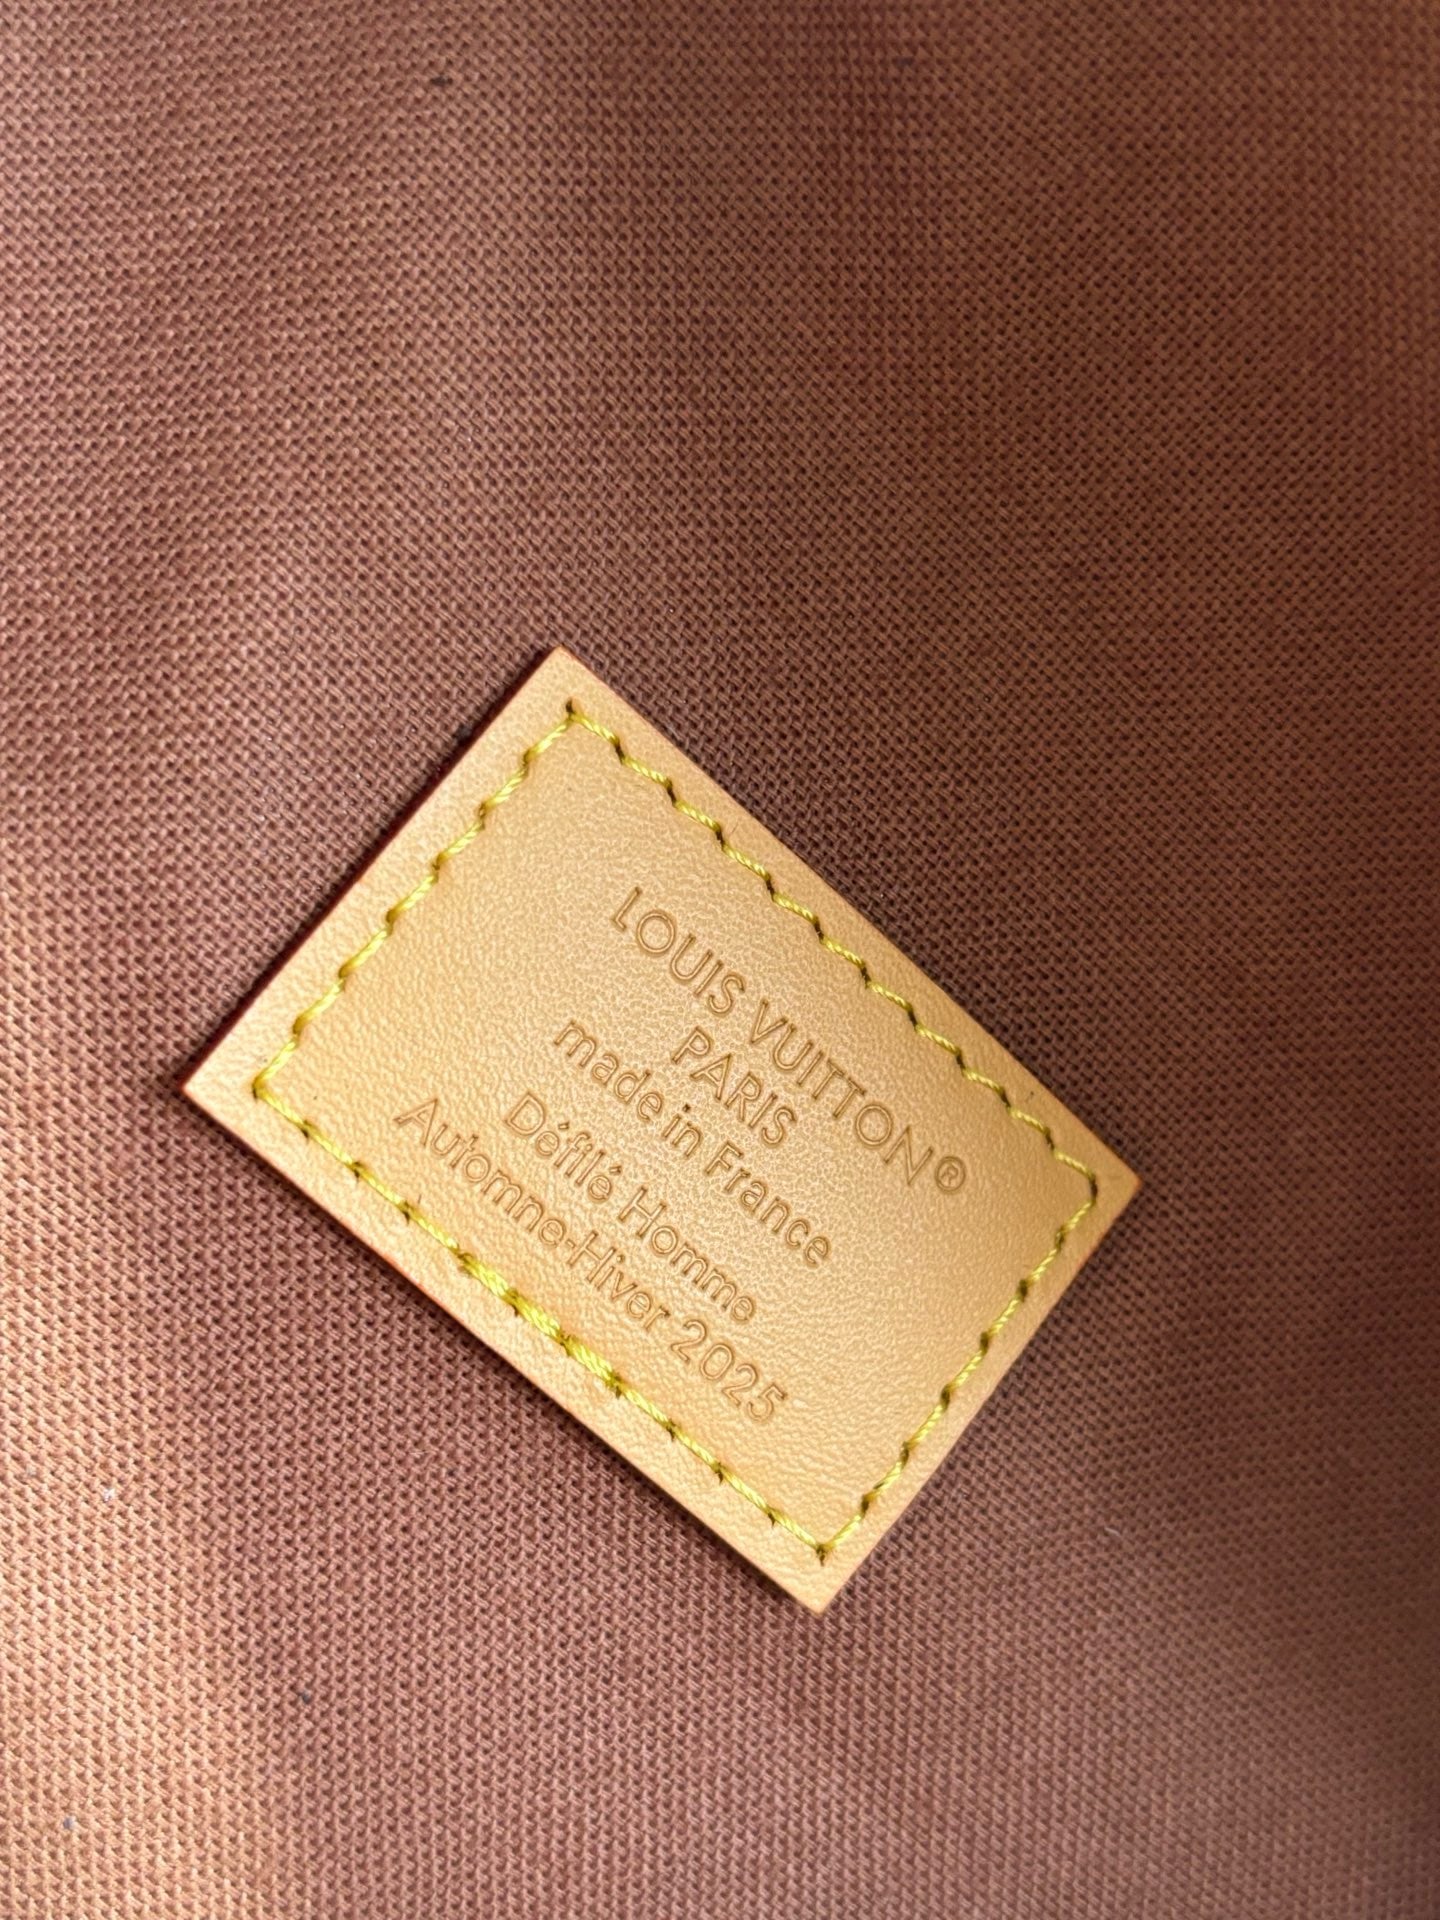 LOUIS VUITTON®
PARIS
made in France
Défilé Homme
Automne-Hiver 2025